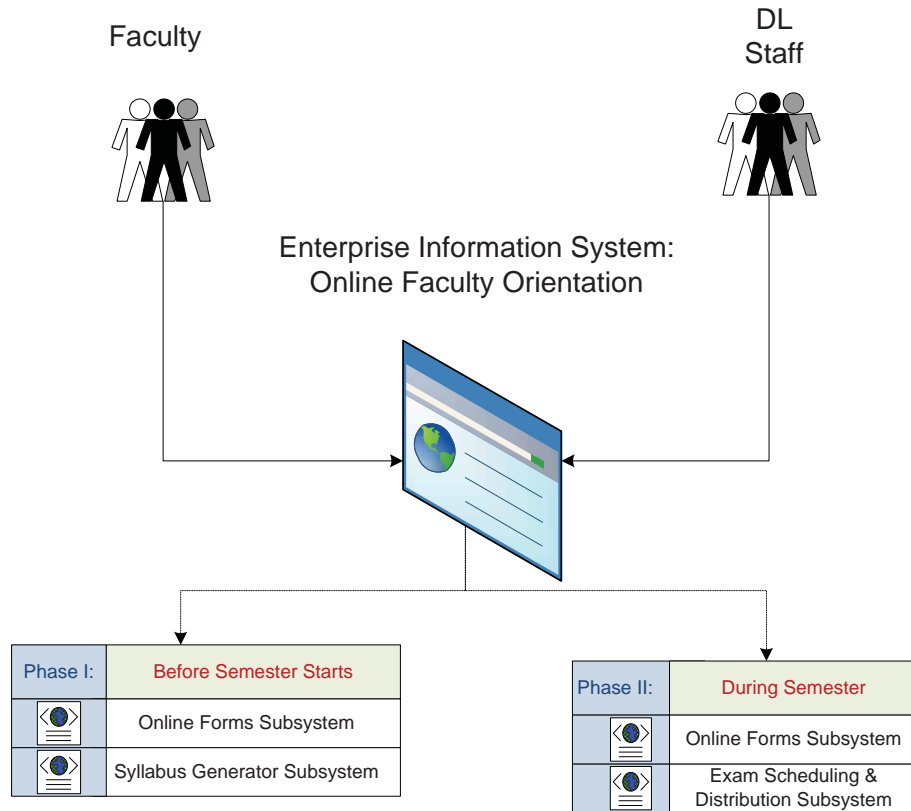 Faculty
DL
Staff
Enterprise Information System:
Online Faculty Orientation
Phase I:
Before Semester Starts
Online Forms Subsystem
Syllabus Generator Subsystem
Phase II:
During Semester
Online Forms Subsystem
Exam Scheduling &
Distribution Subsystem